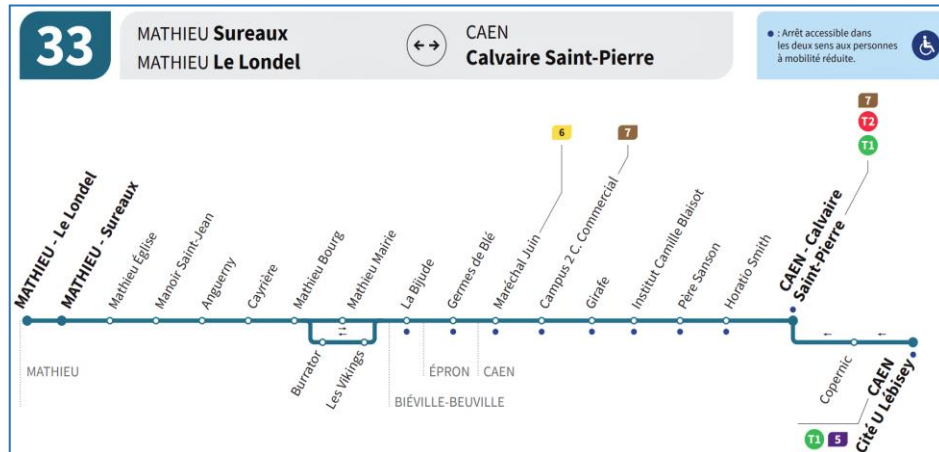 33
MATHIEU Sureaux
MATHIEU Le Londel
CAEN
Calvaire Saint-Pierre
: Arrêt accessible dans
les deux sens aux personnes
à mobilité réduite.
7
T2
T1
6
7
MATHIEU - Le Londel
MATHIEU - Sureaux
Mathieu Église
Manoir Saint-Jean
Anguerny
Cayrière
Mathieu Bourg
Mathieu Mairie
La Bijude
Germes de Blé
Maréchal Juin
Campus 2 C. Commercial
Girafe
Institut Camille Blaisot
Père Sanson
Horatio Smith
CAEN - Calvaire
Saint-Pierre
Burrator
Les Vikings
Copernic
CAEN
Cité U Lébisey
MATHIEU
BIÉVILLE-BEUVILLE
ÉPRON
CAEN
T1
5